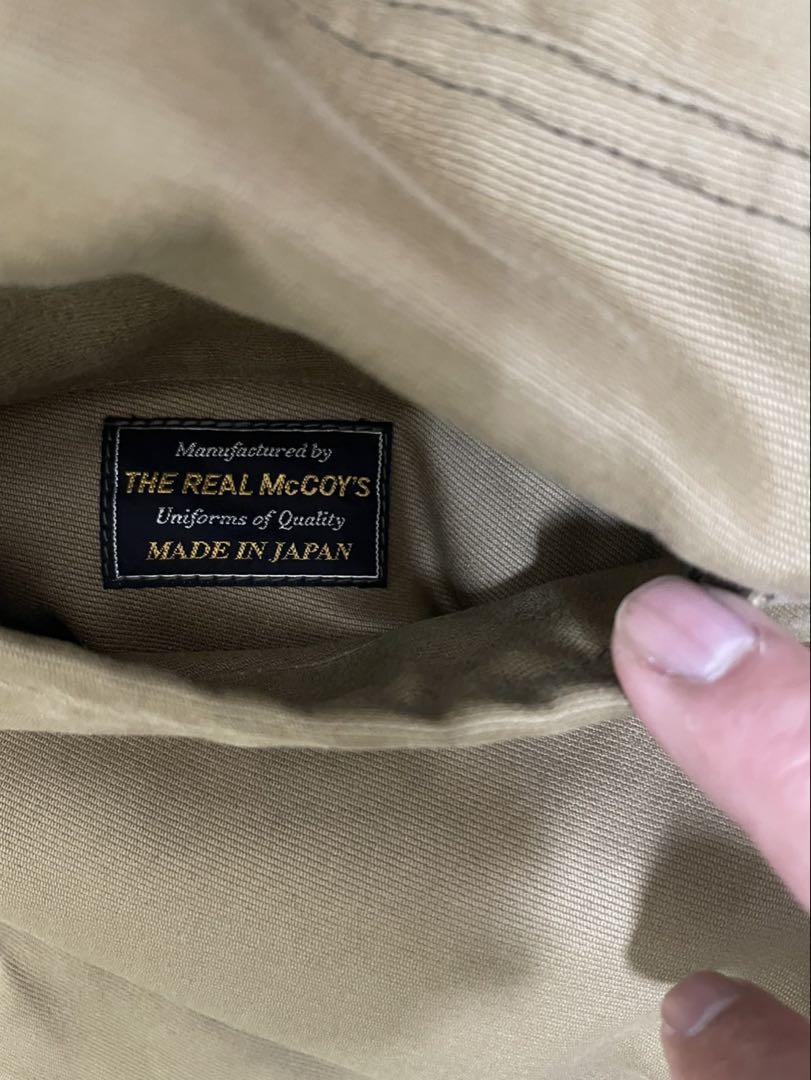 Manufactured by
THE REAL McCOY'S
Uniforms of Quality
MADE IN JAPAN